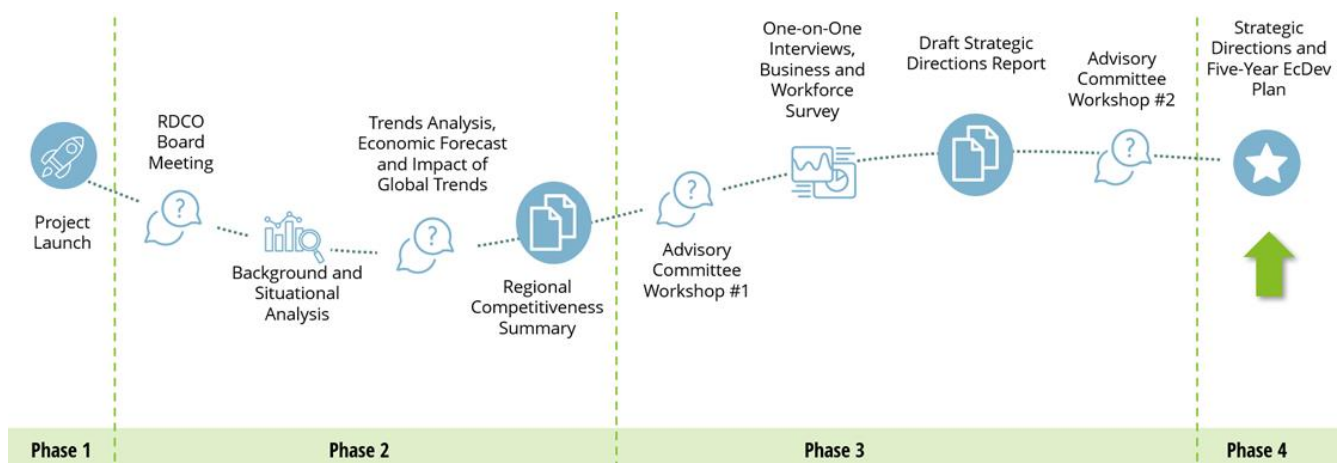 Project
Launch
RDCO
Board
Meeting
Background and
Situational
Analysis
Trends Analysis,
Economic Forecast
and Impact of
Global Trends
Regional
Competitiveness
Summary
Advisory
Committee
Workshop #1
One-on-One
Interviews,
Business and
Workforce
Survey
Draft Strategic
Directions Report
Advisory
Committee
Workshop #2
Strategic
Directions and
Five-Year EcDev
Plan
?
?
?
?
Phase 1
Phase 2
Phase 3
Phase 4